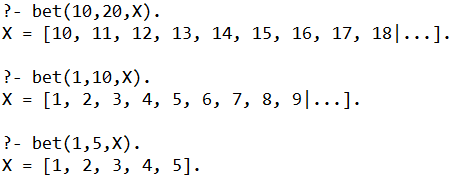 ?- bet(10,20,X).
X = [10, 11, 12, 13, 14, 15, 16, 17, 18|...].
?- bet(1,10,X).
X = [1, 2, 3, 4, 5, 6, 7, 8, 9|...].
?- bet(1,5,X).
X = [1, 2, 3, 4, 5].